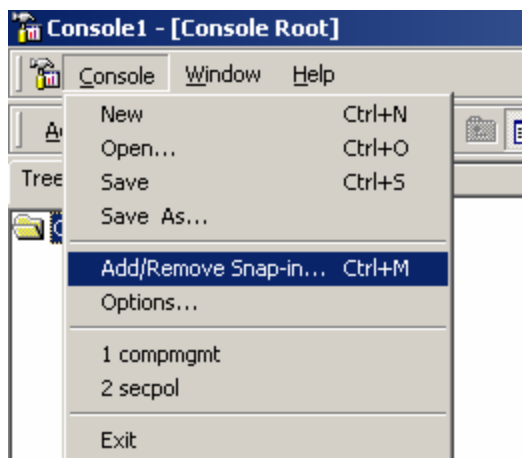 Console1 - [Console Root]
Console Window Help
New Ctrl+N
Open... Ctrl+O
Save Ctrl+S
Save As...
Tree
Add/Remove Snap-in... Ctrl+M
Options...
1 compmgmt
2 secpol
Exit